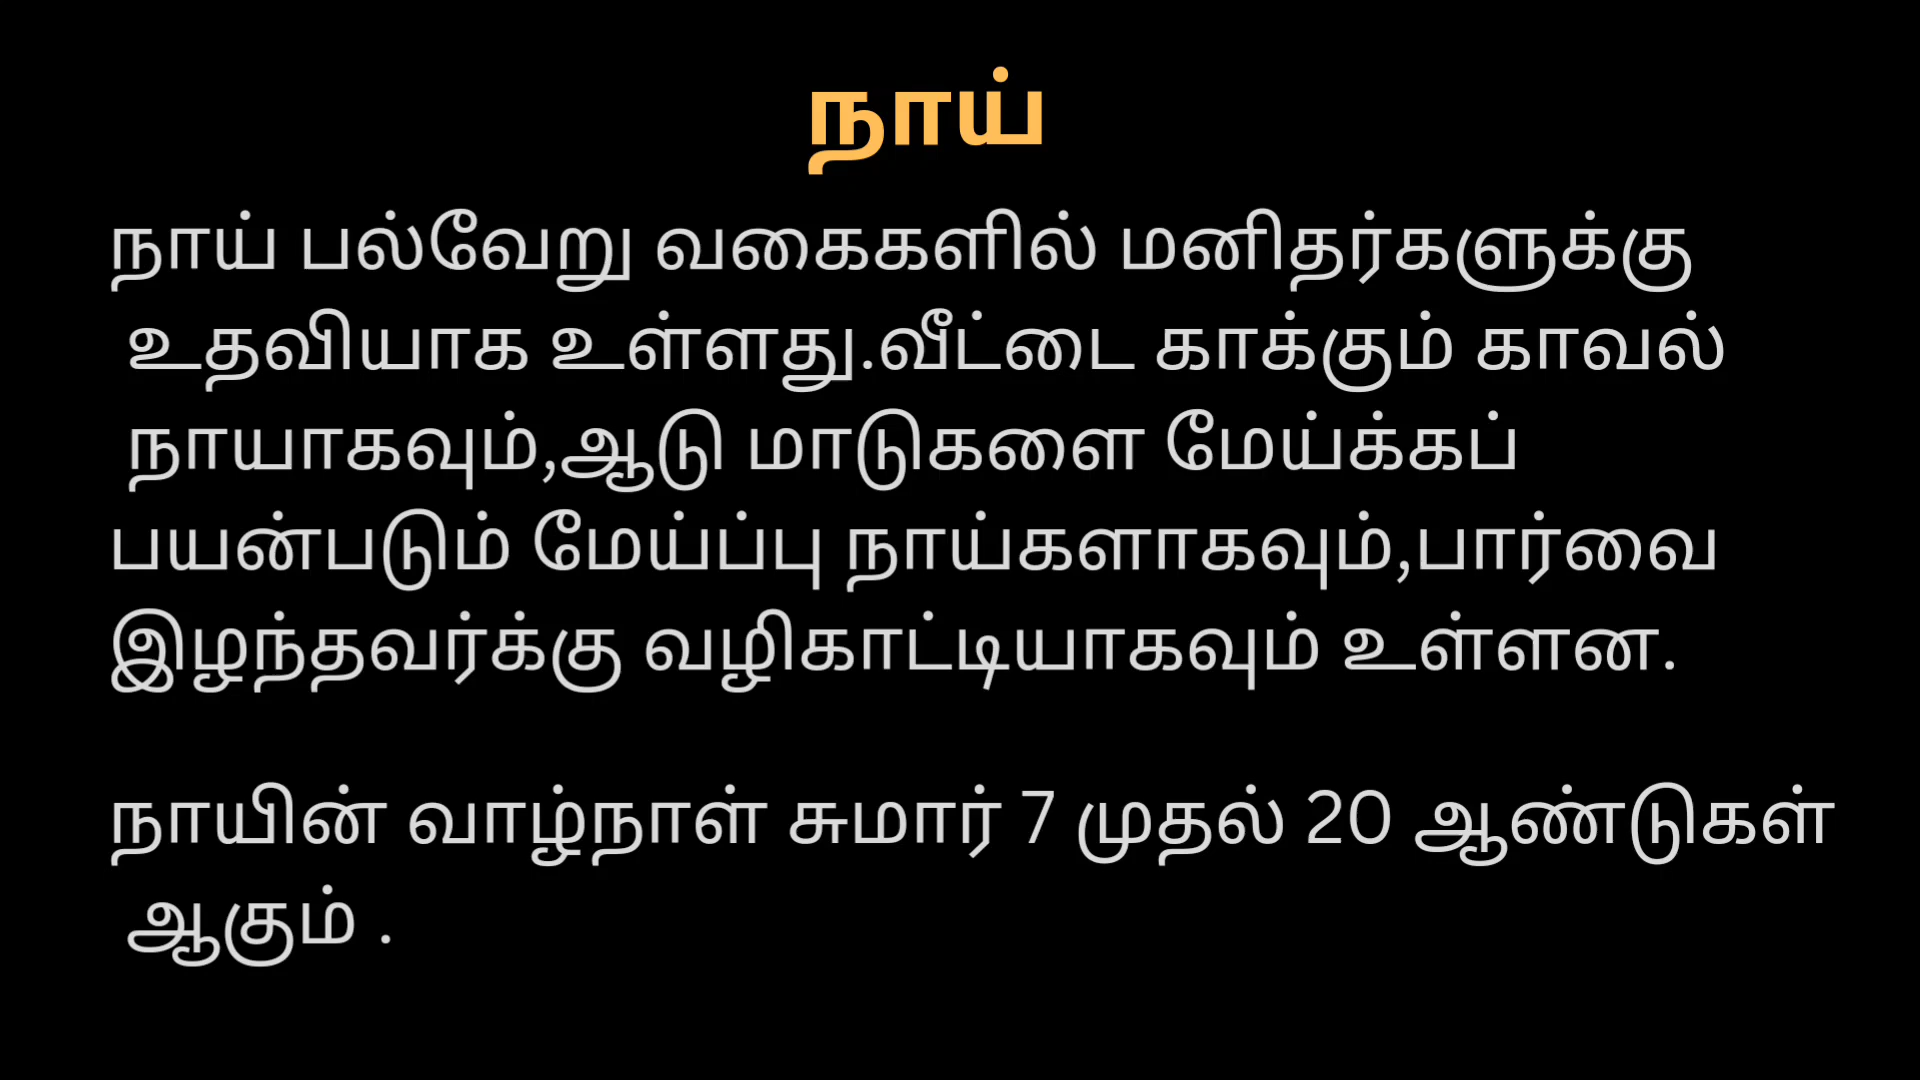 நாய்
நாய் பல்வேறு வகைகளில் மனிதர்களுக்கு
உதவியாக உள்ளது.வீட்டை காக்கும் காவல்
நாயாகவும்,ஆடு மாடுகளை மேய்க்கப்
பயன்படும் மேய்ப்பு நாய்களாகவும்,பார்வை
இழந்தவர்க்கு வழிகாட்டியாகவும் உள்ளன.
நாயின் வாழ்நாள் சுமார் 7 முதல் 20 ஆண்டுகள்
ஆகும் .